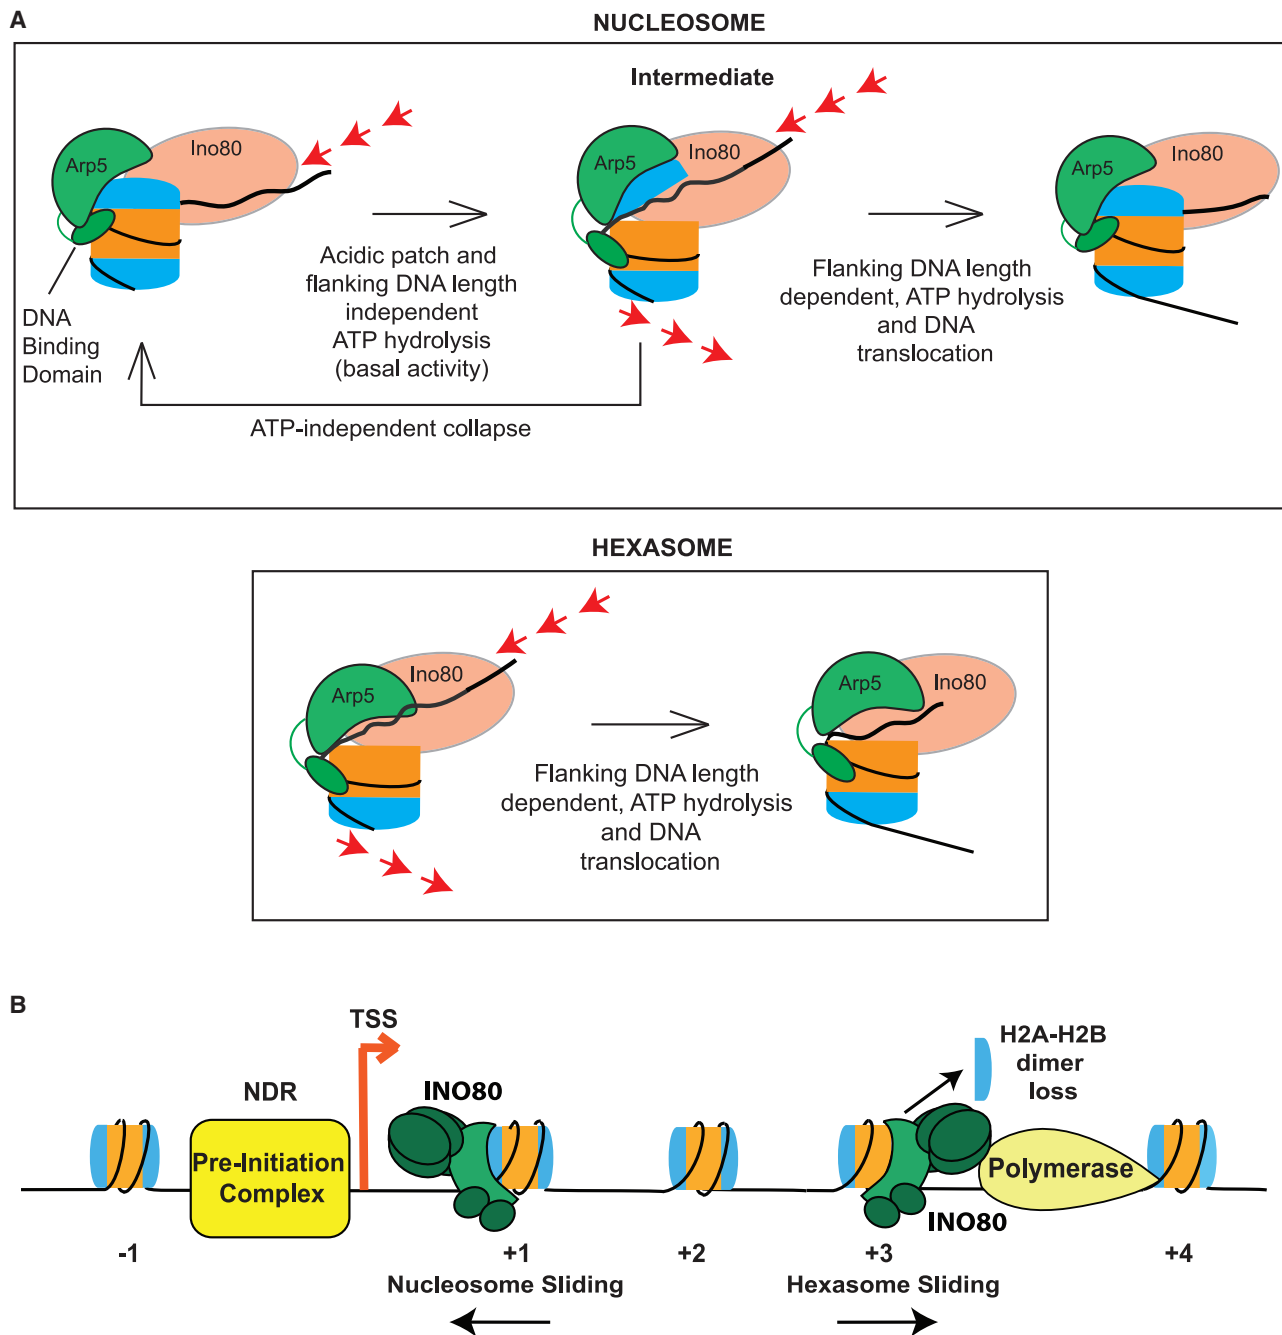 A
NUCLEOSOME
Intermediate
Arp5
Ino80
Arp5
Ino80
Arp5
Ino80
DNA
Binding
Domain
Acidic patch and
flanking DNA length
independent
ATP hydrolysis
(basal activity)
Flanking DNA length
dependent, ATP hydrolysis
and DNA
translocation
ATP-independent collapse
HEXASOME
Arp5
Ino80
Arp5
Ino80
Flanking DNA length
dependent, ATP hydrolysis
and DNA
translocation
B
TSS
NDR
INO80
H2A-H2B
dimer
loss
Pre-Initiation
Complex
Polymerase
INO80
-1
+1
+2
+3
+4
Nucleosome Sliding
Hexasome Sliding